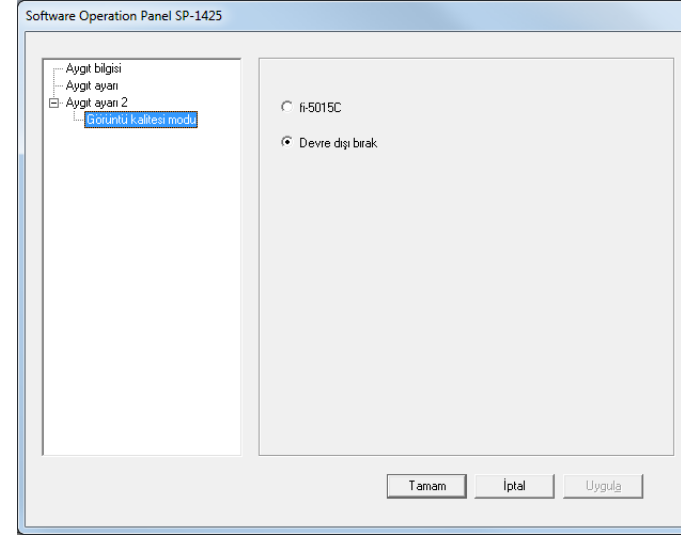 Software Operation Panel SP-1425
Aygıt bilgisi
Aygıt ayarı
Aygıt ayarı 2
Görüntü kalitesi modu
fi-5015C
Devre dışı bırak
Tamam
İptal
Uygula